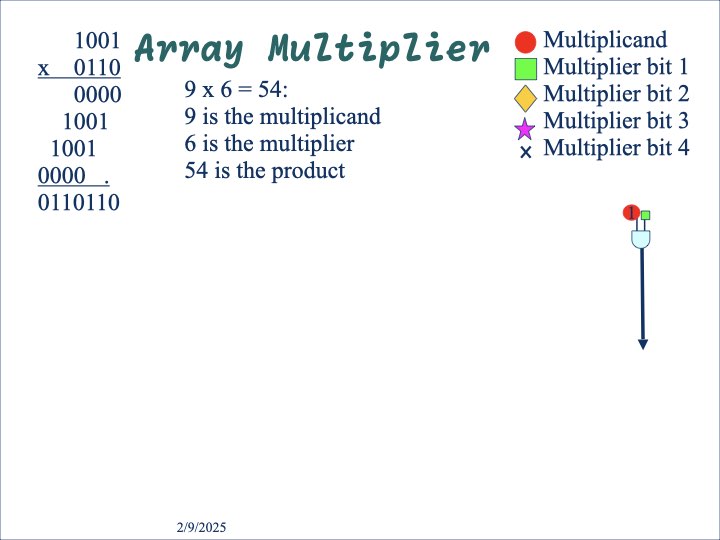 Array Multiplier
1001
x 0110
0000
1001
1001
0000 .
0110110
9 x 6 = 54:
9 is the multiplicand
6 is the multiplier
54 is the product
Multiplicand
Multiplier bit 1
Multiplier bit 2
Multiplier bit 3
x Multiplier bit 4
1
2/9/2025